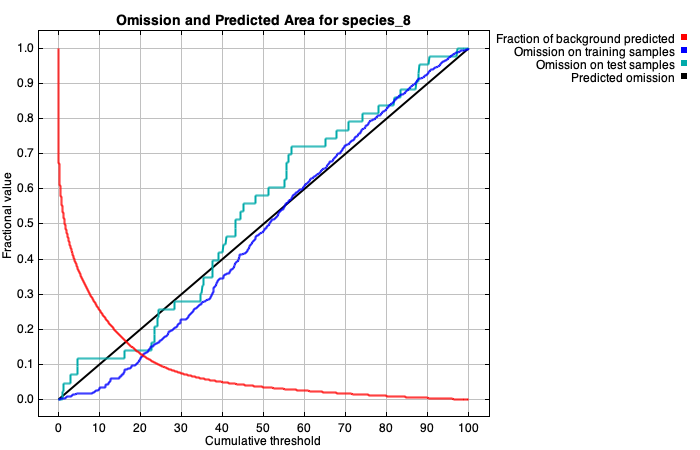 Omission and Predicted Area for species_8
Fraction of background predicted
Omission on training samples
Omission on test samples
Predicted omission
Fractional value
1.0
0.9
0.8
0.7
0.6
0.5
0.4
0.3
0.2
0.1
0.0
0 10 20 30 40 50 60 70 80 90 100
Cumulative threshold